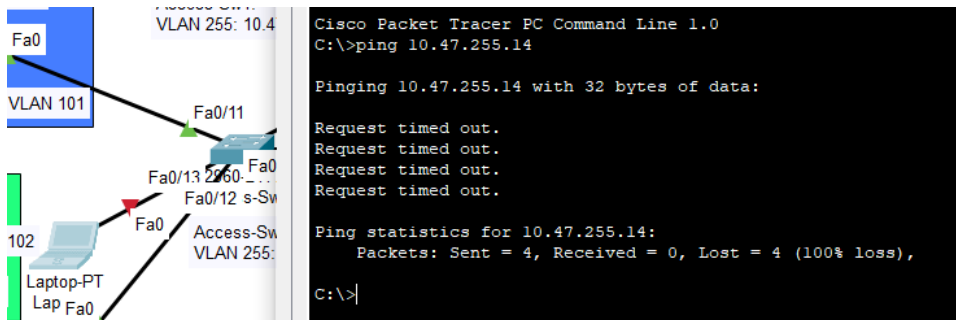 VLAN 255: 10.4
Fa0
VLAN 101
Fa0/11
Fa0
Fa0/13 2960-
Fa0/12 s-Sw
Fa0
Access-Sw
VLAN 255:
102
Laptop-PT
Lap
Fa0
Cisco Packet Tracer PC Command Line 1.0
C:\>ping 10.47.255.14
Pinging 10.47.255.14 with 32 bytes of data:
Request timed out.
Request timed out.
Request timed out.
Request timed out.
Ping statistics for 10.47.255.14:
Packets: Sent = 4, Received = 0, Lost = 4 (100% loss),
C:\>